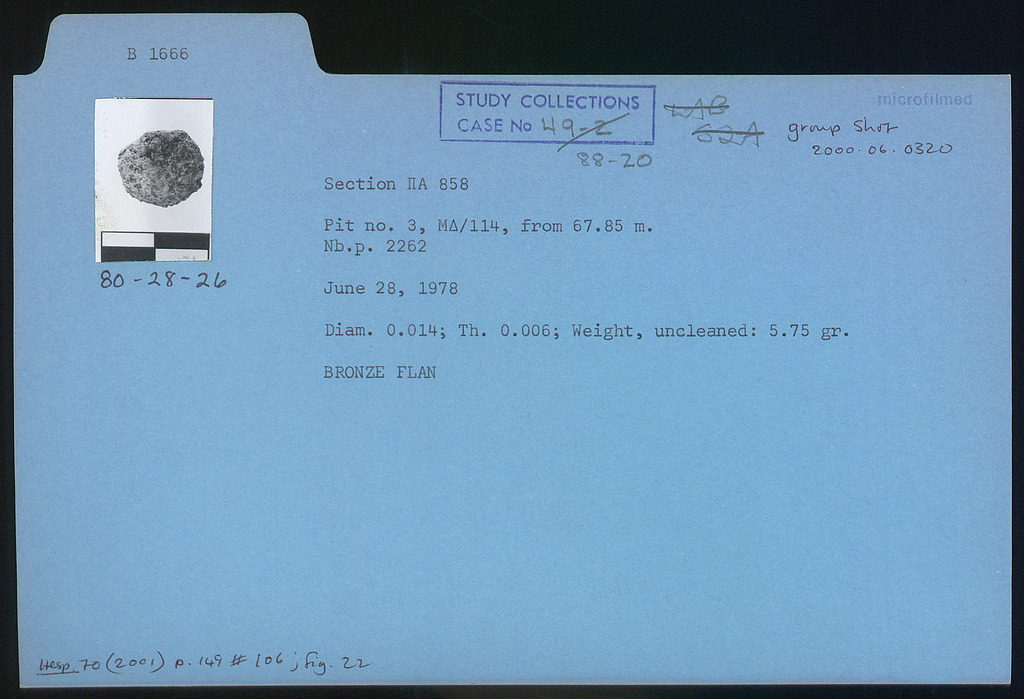 B 1666
STUDY COLLECTIONS
CASE No 49-2
88-20
LAB
S2A
group shot
2000.06.0320
microfilmed
80-28-26
Section ΠΑ 858
Pit no. 3, ΜΔ/114, from 67.85 m.
Nb.p. 2262
June 28, 1978
Diam. 0.014; Th. 0.006; Weight, uncleaned: 5.75 gr.
BRONZE FLAN
Hesp. 70 (2001) p. 149 # 106; fig. 22